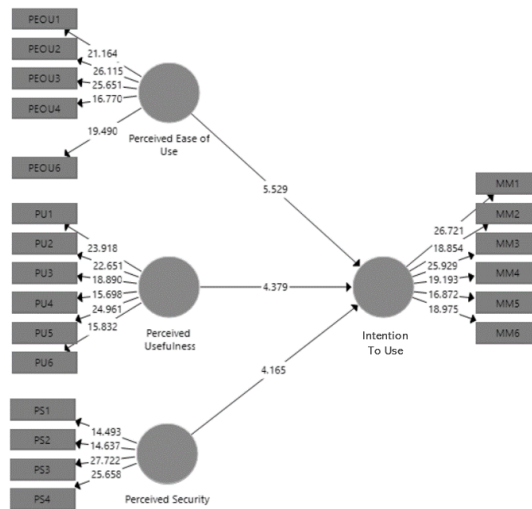 PEOU1
PEOU2
PEOU3
PEOU4
PEOU6
21.164
26.115
25.651
16.770
19.490
Perceived Ease of
Use
5.529
PU1
PU2
PU3
PU4
PU5
PU6
23.918
22.651
18.890
15.698
24.961
15.832
Perceived
Usefulness
4.379
PS1
PS2
PS3
PS4
14.493
14.637
27.722
25.658
Perceived Security
4.165
Intention
To Use
26.721
18.854
25.929
19.193
16.872
18.975
MM1
MM2
MM3
MM4
MM5
MM6